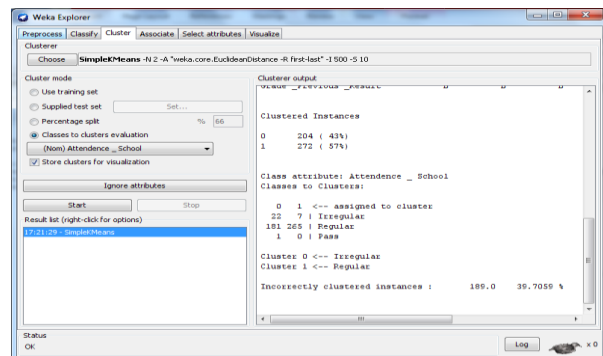 Weka Explorer
Preprocess Classify Cluster Associate Select attributes Visualize
Clusterer
Choose SimpleKMeans -N 2 -A "weka.core.EuclideanDistance -R first-last" -I 500 -S 10
Cluster mode
Use training set
Supplied test set Set...
Percentage split % 66
Classes to clusters evaluation
(Nom) Attendence _ School
Store clusters for visualization
Ignore attributes
Start Stop
Result list (right-click for options)
17:21:29 - SimpleKMeans
Clusterer output
Grade _Previous _Result B B B
Clustered Instances
0 204 ( 43%)
1 272 ( 57%)
Class attribute: Attendence _ School
Classes to Clusters:
0 1 <-- assigned to cluster
22 7 | Irregular
181 265 | Regular
1 0 | Pass
Cluster 0 <-- Irregular
Cluster 1 <-- Regular
Incorrectly clustered instances : 189.0 39.7059 %
Status
OK
Log
x 0